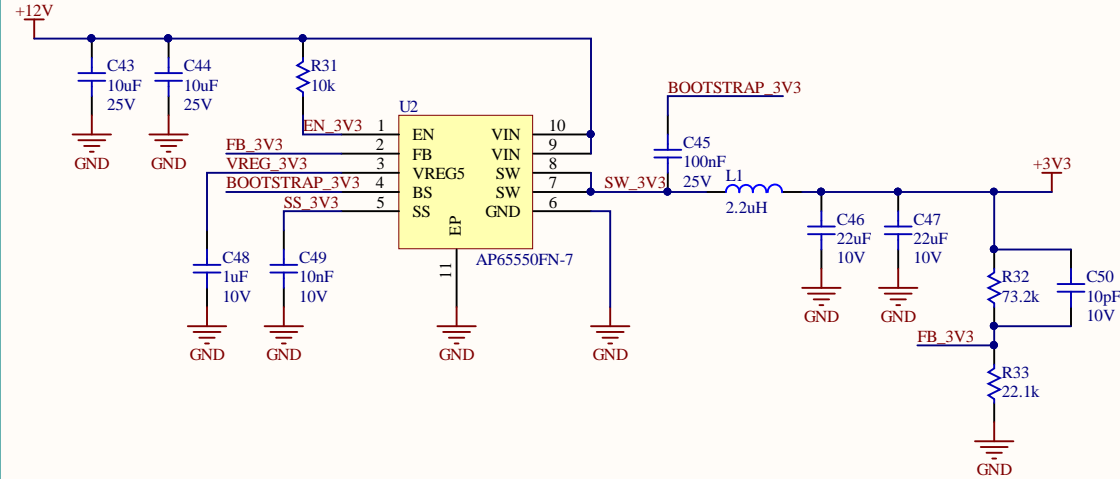 +12V
C43
10uF
25V
GND
C44
10uF
25V
GND
R31
10k
U2
EN_3V3
FB_3V3
VREG_3V3
BOOTSTRAP_3V3
SS_3V3
1
2
3
4
5
EN
FB
VREG5
BS
SS
EP
VIN
VIN
SW
SW
GND
10
9
8
7
6
11
AP65550FN-7
C48
1uF
10V
GND
C49
10nF
10V
GND
GND
GND
BOOTSTRAP_3V3
C45
100nF
25V
SW_3V3
L1
2.2uH
+3V3
C46
22uF
10V
GND
C47
22uF
10V
GND
R32
73.2k
C50
10pF
10V
FB_3V3
R33
22.1k
GND